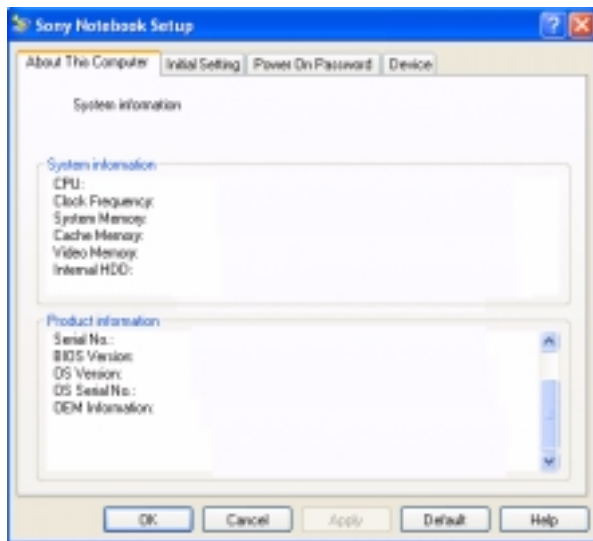 Sony Notebook Setup
About This Computer Initial Setting Power On Password Device
System information
System information
CPU:
Clock Frequency:
System Memory:
Cache Memory:
Video Memory:
Internal HDD:
Product information
Serial No.:
BIOS Version:
OS Version:
OS Serial No.:
OEM Information:
OK Cancel Apply Default Help